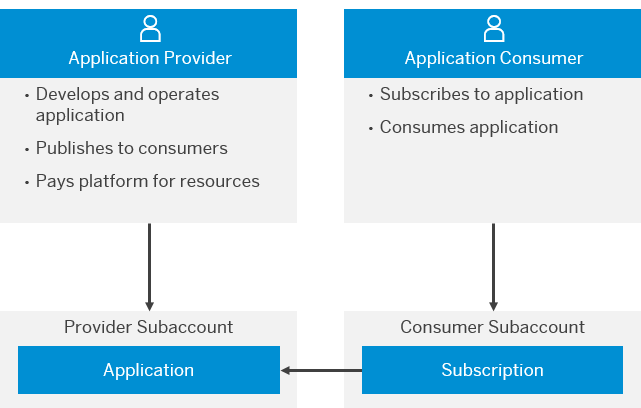 Application Provider
• Develops and operates
application
• Publishes to consumers
• Pays platform for resources
Application Consumer
• Subscribes to application
• Consumes application
Provider Subaccount
Application
Consumer Subaccount
Subscription